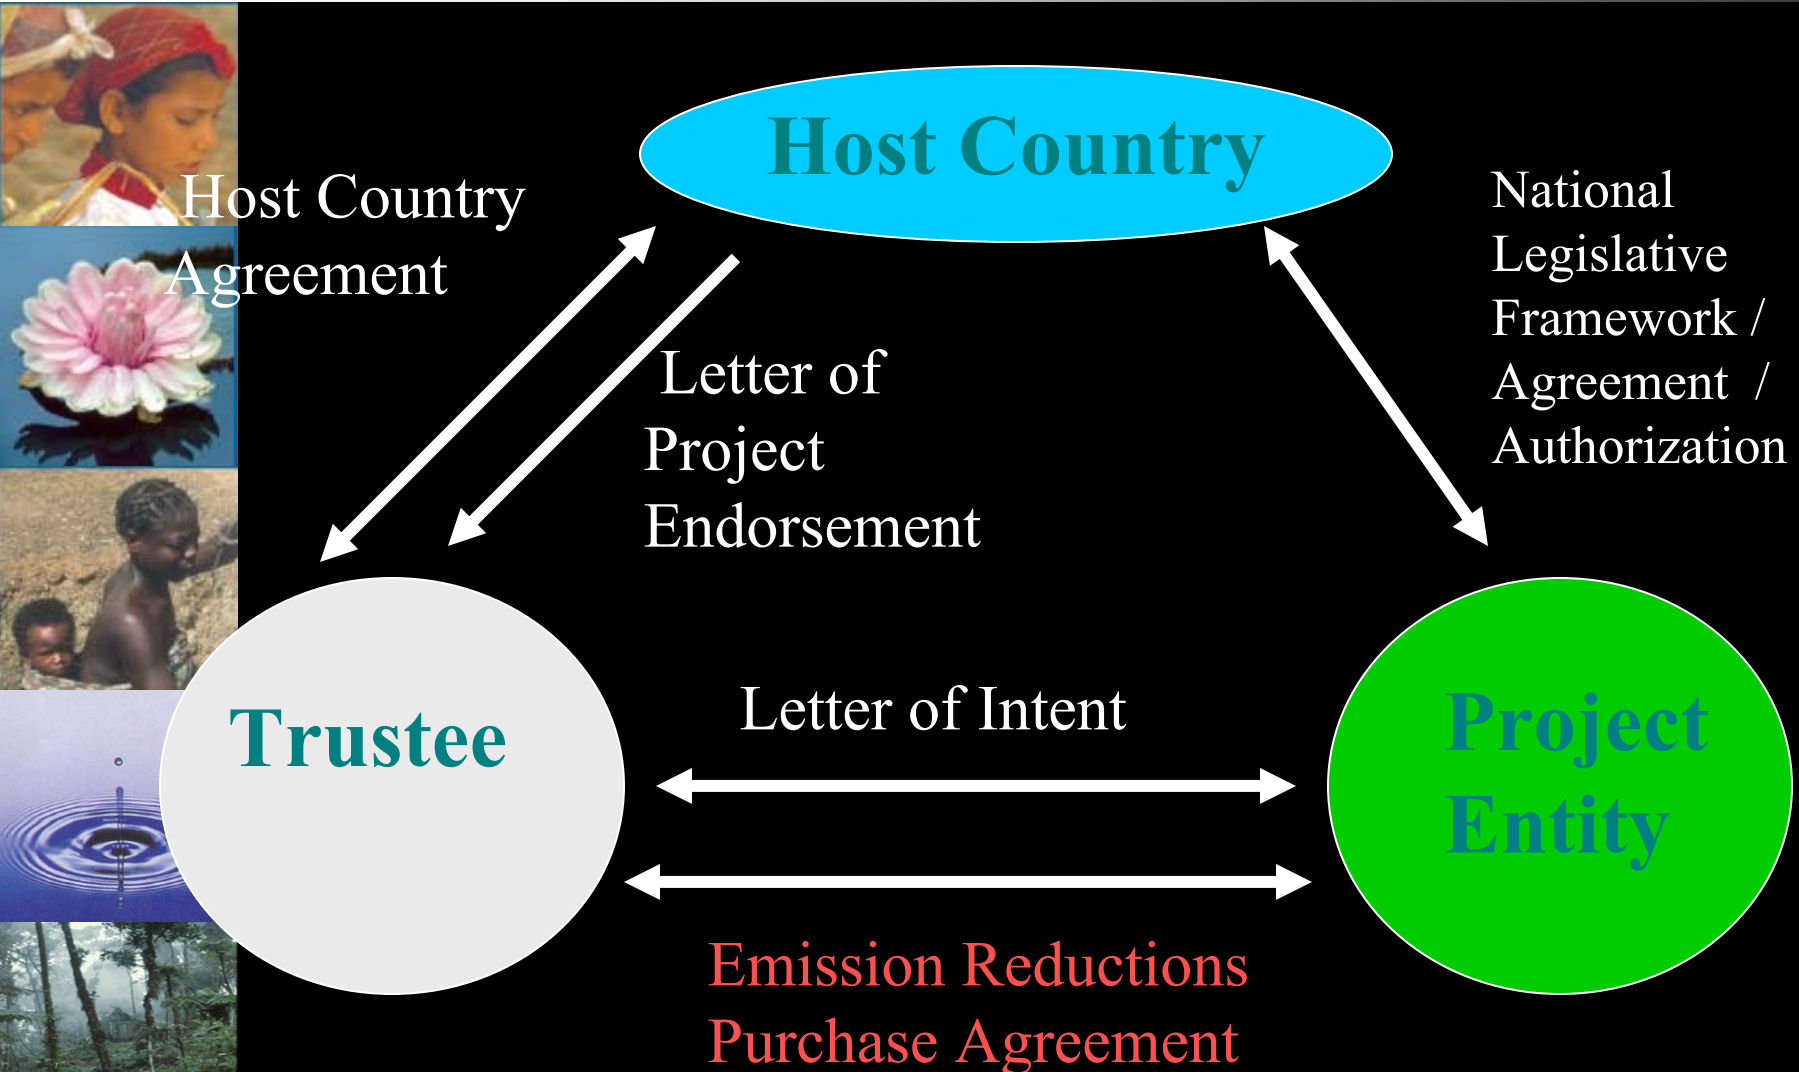 Host Country
Host Country
Agreement
National
Legislative
Framework /
Agreement /
Authorization
Letter of
Project
Endorsement
Trustee
Letter of Intent
Project
Entity
Emission Reductions
Purchase Agreement